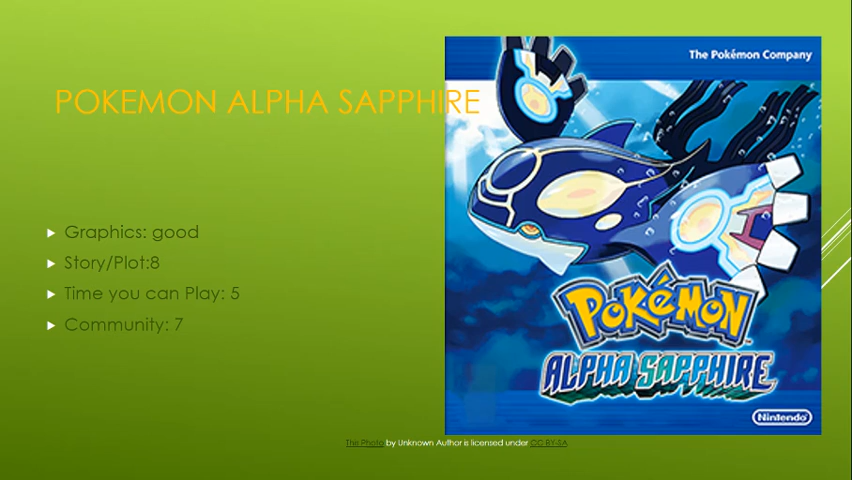 The Pokémon Company
POKEMON ALPHA SAPPHIRE
Graphics: good
Story/Plot:8
Time you can Play: 5
Community: 7
POKéMON
ALPHA SAPPHIRE
Nintendo
The Photo by Unknown Author is licensed under CC BY-SA